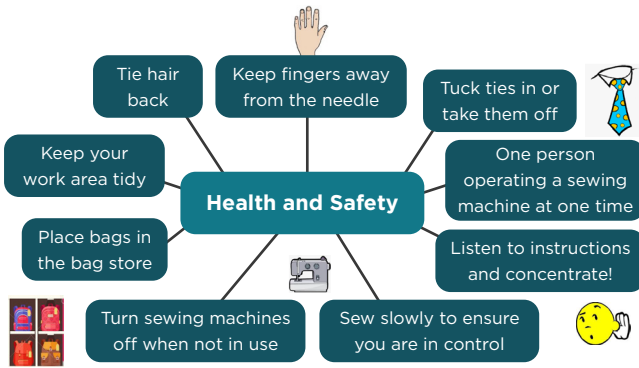 Tie hair
back
Keep fingers away
from the needle
Tuck ties in or
take them off
Keep your
work area tidy
One person
operating a sewing
machine at one time
Health and Safety
Place bags in
the bag store
Listen to instructions
and concentrate!
Turn sewing machines
off when not in use
Sew slowly to ensure
you are in control